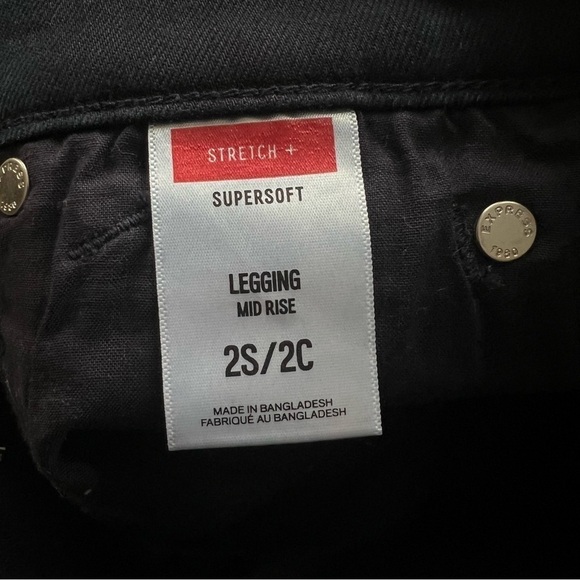 STRETCH +
SUPERSOFT
LEGGING
MID RISE
2S/2C
MADE IN BANGLADESH
FABRIQUÉ AU BANGLADESH
EXPRESS
1980